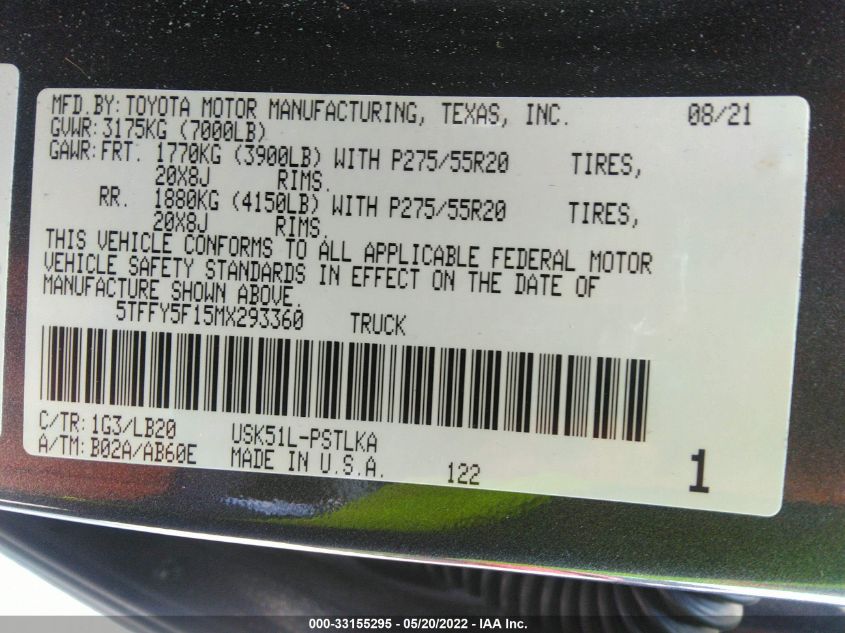 MFD.BY: TOYOTA MOTOR MANUFACTURING, TEXAS, INC. 08/21
GVWR: 3175KG (7000LB)
GAWR: FRT. 1770KG (3900LB) WITH P275/55R20 TIRES,
20X8J RIMS.
RR. 1880KG (4150LB) WITH P275/55R20 TIRES,
20X8J RIMS.
THIS VEHICLE CONFORMS TO ALL APPLICABLE FEDERAL MOTOR
VEHICLE SAFETY STANDARDS IN EFFECT ON THE DATE OF
MANUFACTURE SHOWN ABOVE.
5TFFY5F15MX293360 TRUCK
C/TR: 1G3/LB20 USK51L-PSTLKA
A/TM: B02A/AB60E MADE IN U.S.A. 122 1
000-33155295 - 05/20/2022 - IAA Inc.